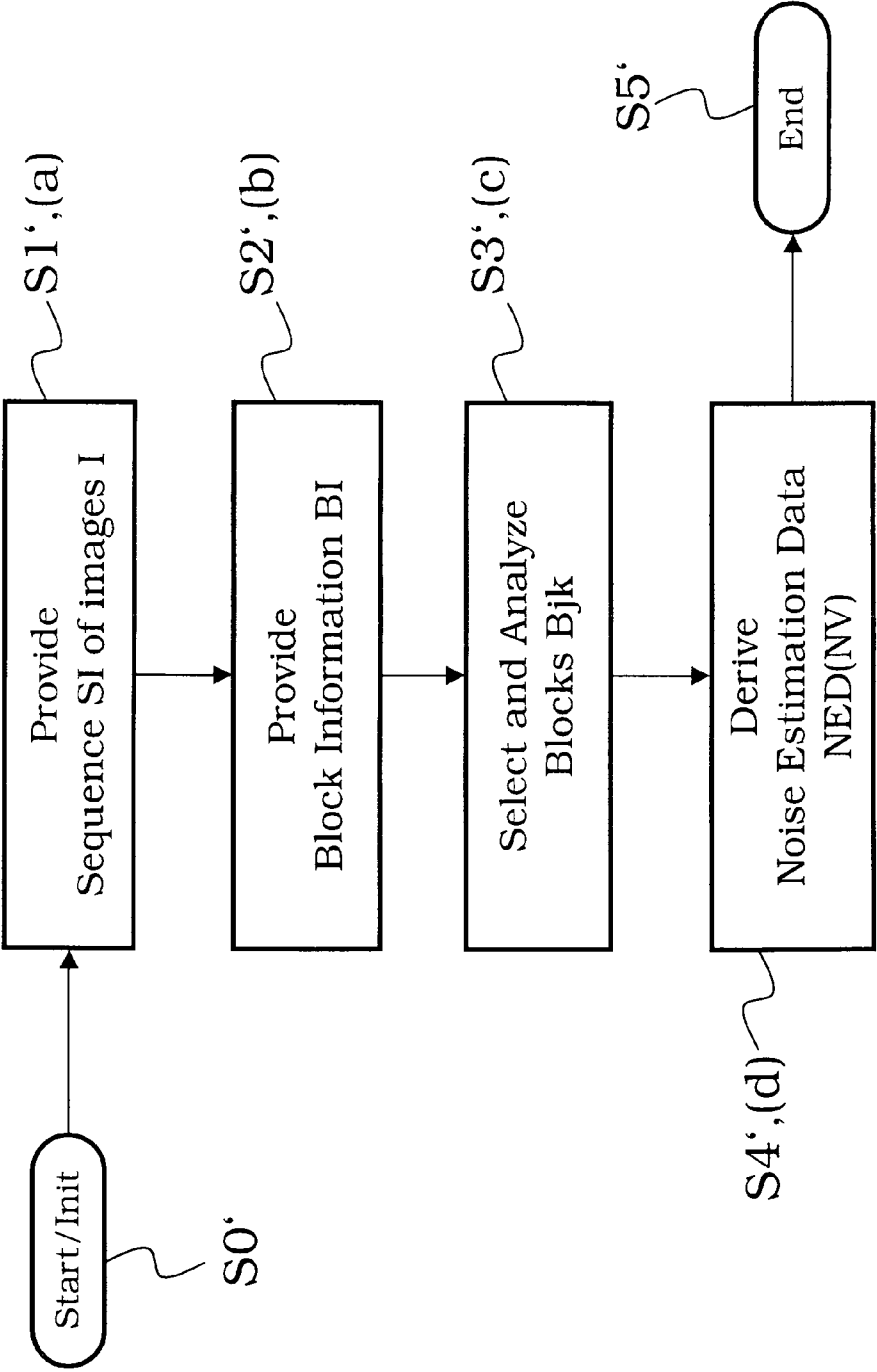 Start/Init
S0‘
Provide
Sequence SI of images I
S1‘,(a)
Provide
Block Information BI
S2‘,(b)
Select and Analyze
Blocks Bjk
S3‘,(c)
Derive
Noise Estimation Data
NED(NV)
S4‘,(d)
End
S5‘